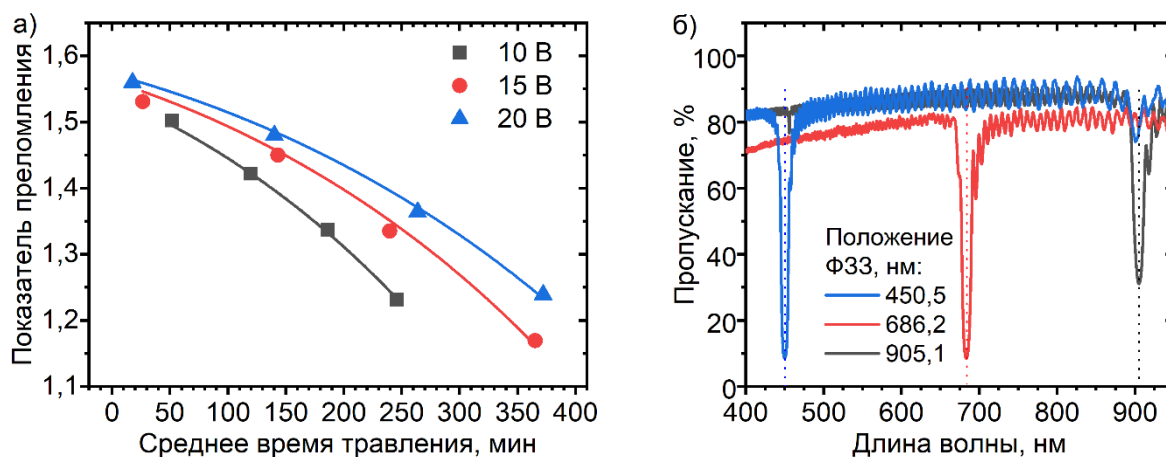 а)
Показатель преломления
1,6
1,5
1,4
1,3
1,2
1,1
10 В
15 В
20 В
0 50 100 150 200 250 300 350 400
Среднее время травления, мин
б)
Пропускание, %
100
80
60
40
20
0
Положение
ФЗЗ, нм:
450,5
686,2
905,1
400 500 600 700 800 900
Длина волны, нм